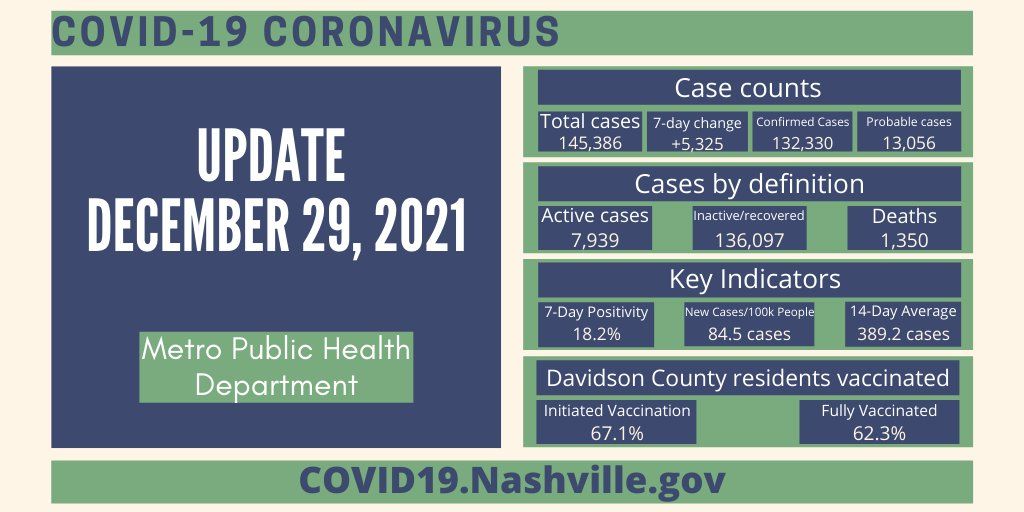 COVID-19 CORONAVIRUS
UPDATE
DECEMBER 29, 2021
Metro Public Health
Department
Case counts
Total cases 7-day change Confirmed Cases Probable cases
145,386 +5,325 132,330 13,056
Cases by definition
Active cases Inactive/recovered Deaths
7,939 136,097 1,350
Key Indicators
7-Day Positivity New Cases/100k People 14-Day Average
18.2% 84.5 cases 389.2 cases
Davidson County residents vaccinated
Initiated Vaccination Fully Vaccinated
67.1% 62.3%
COVID19.Nashville.gov